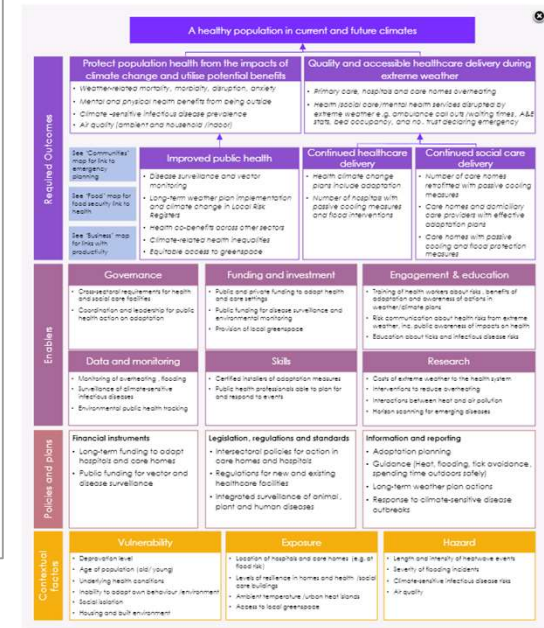 A healthy population in current and future climates
Required Outcomes
Protect population health from the impacts of
climate change and utilise potential benefits
• Weather-related mortality, morbidity, disruption, anxiety
• Mental and physical health benefits from being outside
• Climate -sensitive infectious disease prevalence
• Air quality (ambient and household /indoor)
Quality and accessible healthcare delivery during
extreme weather
• Primary care, hospitals and care homes overheating
• Health /social care/mental health services disrupted by
extreme weather e.g. ambulance call outs /waiting times, A&E
stats, bed occupancy, and no. trust declaring emergency
See 'Communities'
map for link to
emergency
planning
See 'Food' map for
food security link to
health
See 'Business' map
for links with
productivity
Improved public health
• Disease surveillance and vector
monitoring
• Long-term weather plan implementation
and climate change in Local Risk
Registers
• Health co-benefits across other sectors
• Climate-related health inequalities
• Equitable access to greenspace
Continued healthcare
delivery
• Health climate change
plans include adaptation
• Number of hospitals with
passive cooling measures
and flood interventions
Continued social care
delivery
• Number of care homes
retrofitted with passive cooling
measures
• Care homes and domiciliary
care providers with effective
adaptation plans
• Care homes with passive
cooling and flood protection
measures
Enablers
Governance
• Cross-sectoral requirements for health
and social care facilities
• Coordination and leadership for public
health action on adaptation
Funding and investment
• Public and private funding to adapt health
and care settings
• Public funding for disease surveillance and
environmental monitoring
• Provision of local greenspace
Engagement & education
• Training of health workers about risks, benefits of
adaptation and awareness of actions in
weather/climate plans
• Risk communication about health risks from extreme
weather, inc. public awareness of impacts on health
• Education about ticks and infectious disease risks
Data and monitoring
• Monitoring of overheating, flooding
• Surveillance of climate-sensitive
infectious diseases
• Environmental public health tracking
Skills
• Certified installers of adaptation measures
• Public health professionals able to plan for
and respond to events
Research
• Costs of extreme weather to the health system
• Interventions to reduce overheating
• Interactions between heat and air pollution
• Horizon scanning for emerging diseases
Policies and plans
Financial instruments
• Long-term funding to adapt
hospitals and care homes
• Public funding for vector and
disease surveillance
Legislation, regulations and standards
• Intersectoral policies for action in
care homes and hospitals
• Regulations for new and existing
healthcare facilities
• Integrated surveillance of animal,
plant and human diseases
Information and reporting
• Adaptation planning
• Guidance (Heat, flooding, tick avoidance,
spending time outdoors safely)
• Long-term weather plan actions
• Response to climate-sensitive disease
outbreaks
Contextual
factors
Vulnerability
• Deprivation level
• Age of population (old/ young)
• Underlying health conditions
• Inability to adapt own behaviour /environment
• Social isolation
• Housing and built environment
Exposure
• Location of hospitals and care homes (e.g. at
flood risk)
• Levels of resilience in homes and health /social
care buildings
• Ambient temperature /urban heat islands
• Access to local greenspace
Hazard
• Length and intensity of heatwave events
• Severity of flooding incidents
• Climate-sensitive infectious disease risks
• Air quality